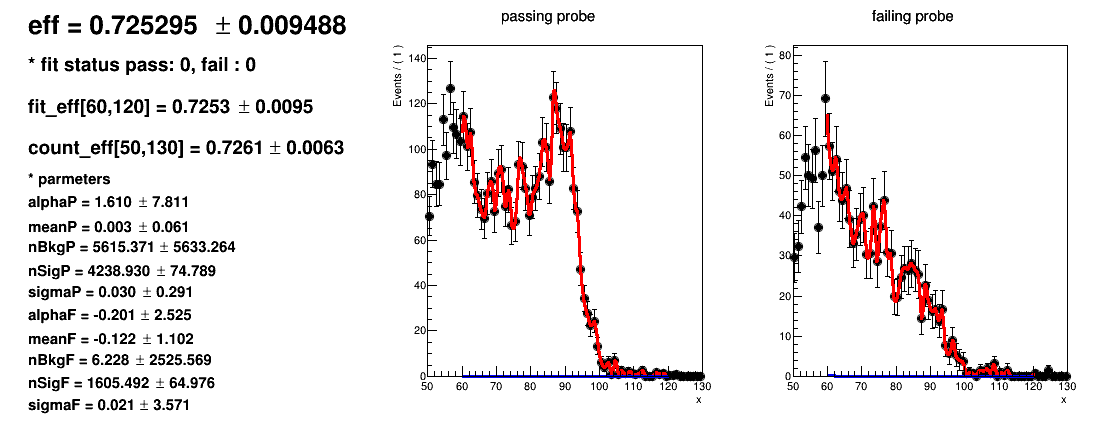 eff = 0.725295 ± 0.009488
* fit status pass: 0, fail : 0
fit_eff[60,120] = 0.7253 ± 0.0095
count_eff[50,130] = 0.7261 ± 0.0063
* parmeters
alphaP = 1.610 ± 7.811
meanP = 0.003 ± 0.061
nBkgP = 5615.371 ± 5633.264
nSigP = 4238.930 ± 74.789
sigmaP = 0.030 ± 0.291
alphaF = -0.201 ± 2.525
meanF = -0.122 ± 1.102
nBkgF = 6.228 ± 2525.569
nSigF = 1605.492 ± 64.976
sigmaF = 0.021 ± 3.571
passing probe
Events / ( 1 )
140
120
100
80
60
40
20
0
50 60 70 80 90 100 110 120 130
x
failing probe
Events / ( 1 )
80
70
60
50
40
30
20
10
0
50 60 70 80 90 100 110 120 130
x